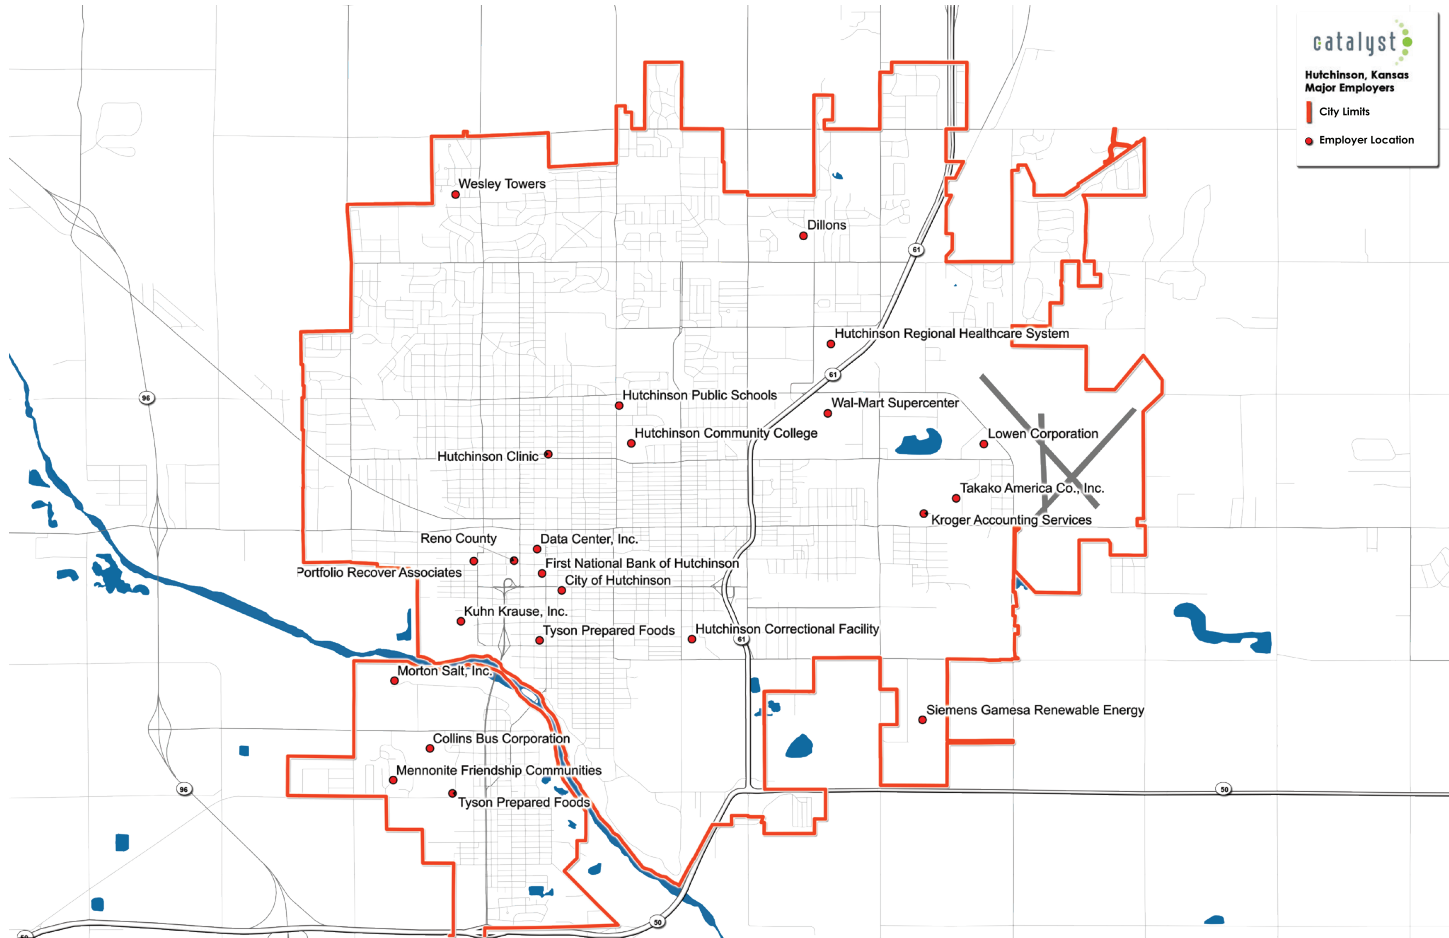 catalyst
Hutchinson, Kansas
Major Employers
City Limits
Employer Location
Wesley Towers
Dillons
61
Hutchinson Regional Healthcare System
61
96
Hutchinson Public Schools
Wal-Mart Supercenter
Hutchinson Community College
Lowen Corporation
Hutchinson Clinic
Takako America Co., Inc.
Kroger Accounting Services
Reno County
Data Center, Inc.
First National Bank of Hutchinson
Portfolio Recover Associates
City of Hutchinson
Kuhn Krause, Inc.
Tyson Prepared Foods
Hutchinson Correctional Facility
61
Morton Salt, Inc.
Siemens Gamesa Renewable Energy
Collins Bus Corporation
Mennonite Friendship Communities
96
50
Tyson Prepared Foods
50